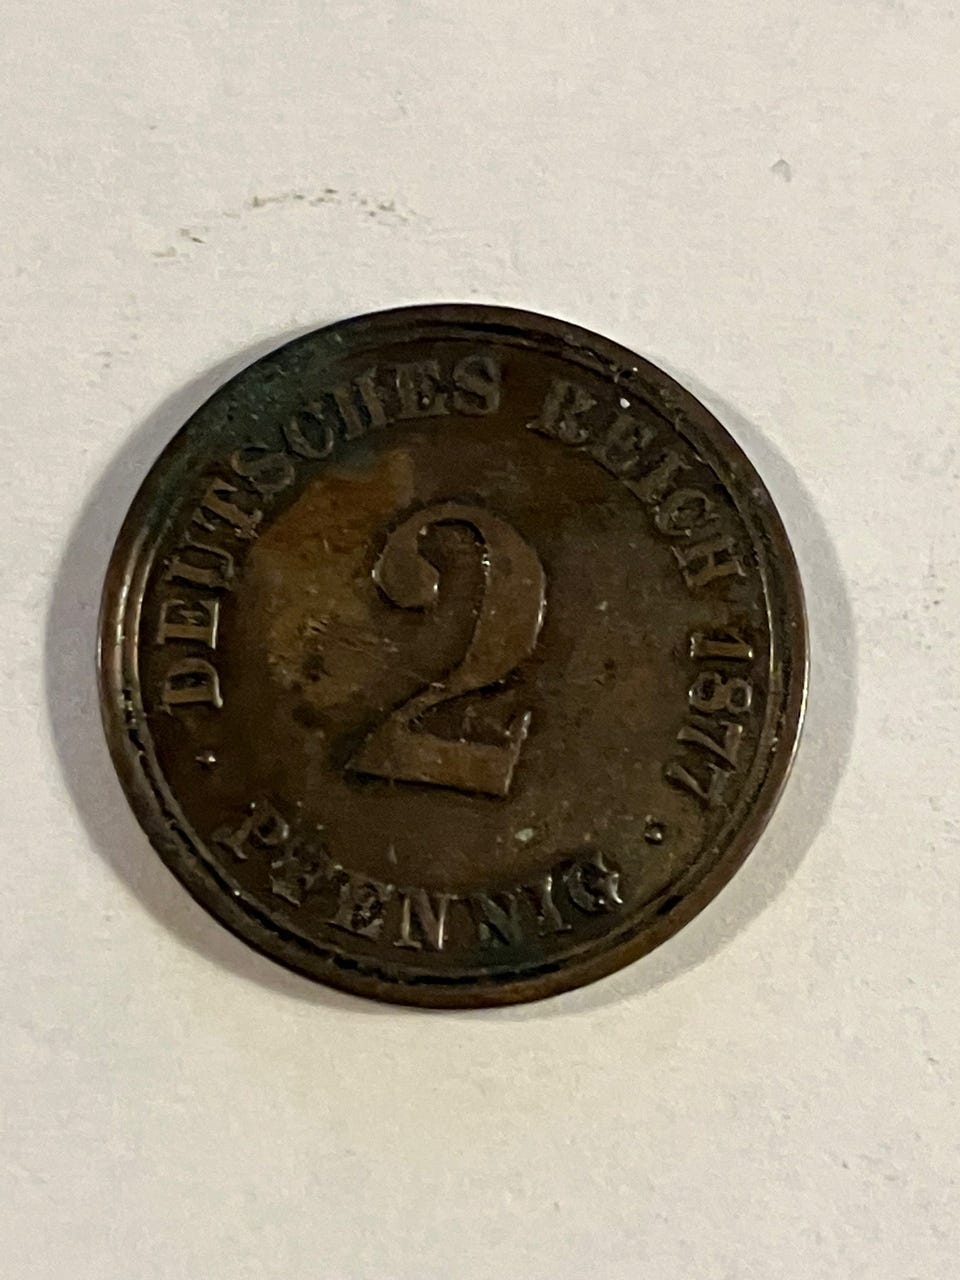 DEUTSCHES REICH 1877
2
PFENNIG